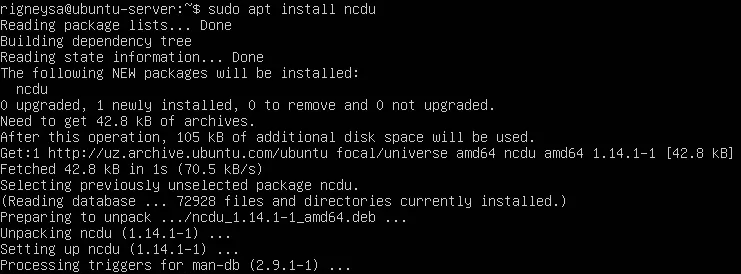 rigneysa@ubuntu-server:~$ sudo apt install ncdu
Reading package lists... Done
Building dependency tree
Reading state information... Done
The following NEW packages will be installed:
  ncdu
0 upgraded, 1 newly installed, 0 to remove and 0 not upgraded.
Need to get 42.8 kB of archives.
After this operation, 105 kB of additional disk space will be used.
Get:1 http://uz.archive.ubuntu.com/ubuntu focal/universe amd64 ncdu amd64 1.14.1-1 [42.8 kB]
Fetched 42.8 kB in 1s (70.5 kB/s)
Selecting previously unselected package ncdu.
(Reading database ... 72928 files and directories currently installed.)
Preparing to unpack .../ncdu_1.14.1-1_amd64.deb ...
Unpacking ncdu (1.14.1-1) ...
Setting up ncdu (1.14.1-1) ...
Processing triggers for man-db (2.9.1-1) ...